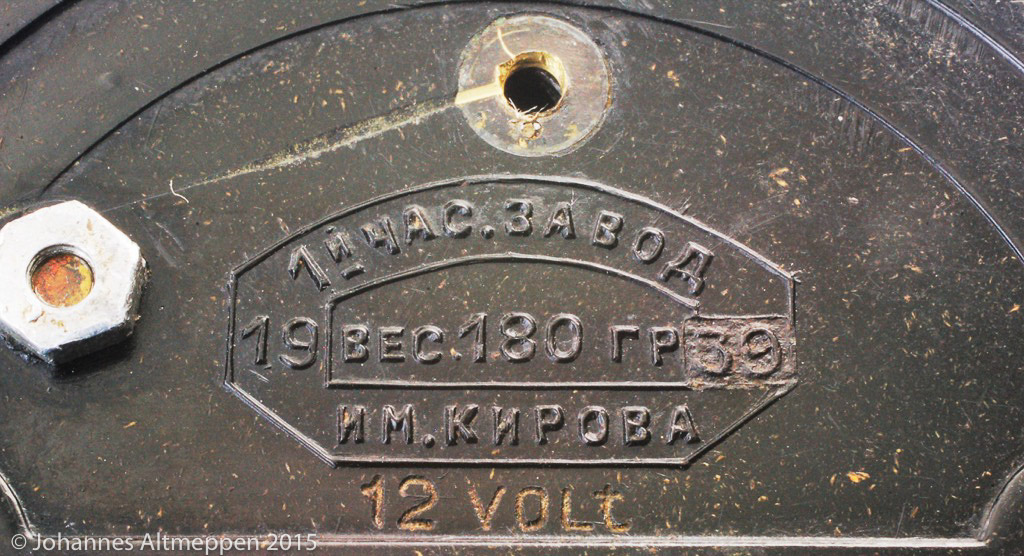 1й ЧАС. ЗАВОД
19 ВЕС. 180 ГР 39
ИМ. КИРОВА
12 VOLt
© Johannes Altmeppen 2015